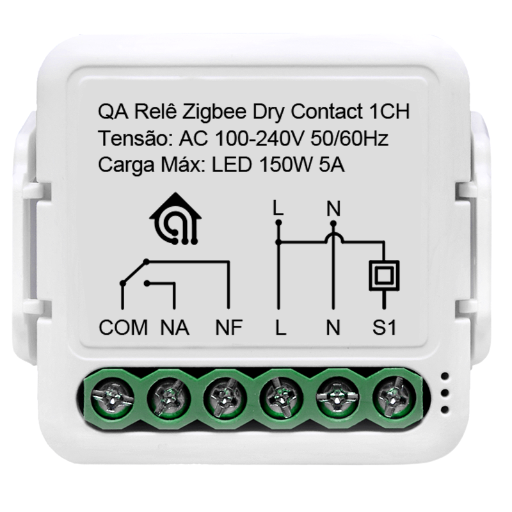 QA Relê Zigbee Dry Contact 1CH
Tensão: AC 100-240V 50/60Hz
Carga Máx: LED 150W 5A
L N
COM NA NF L N S1